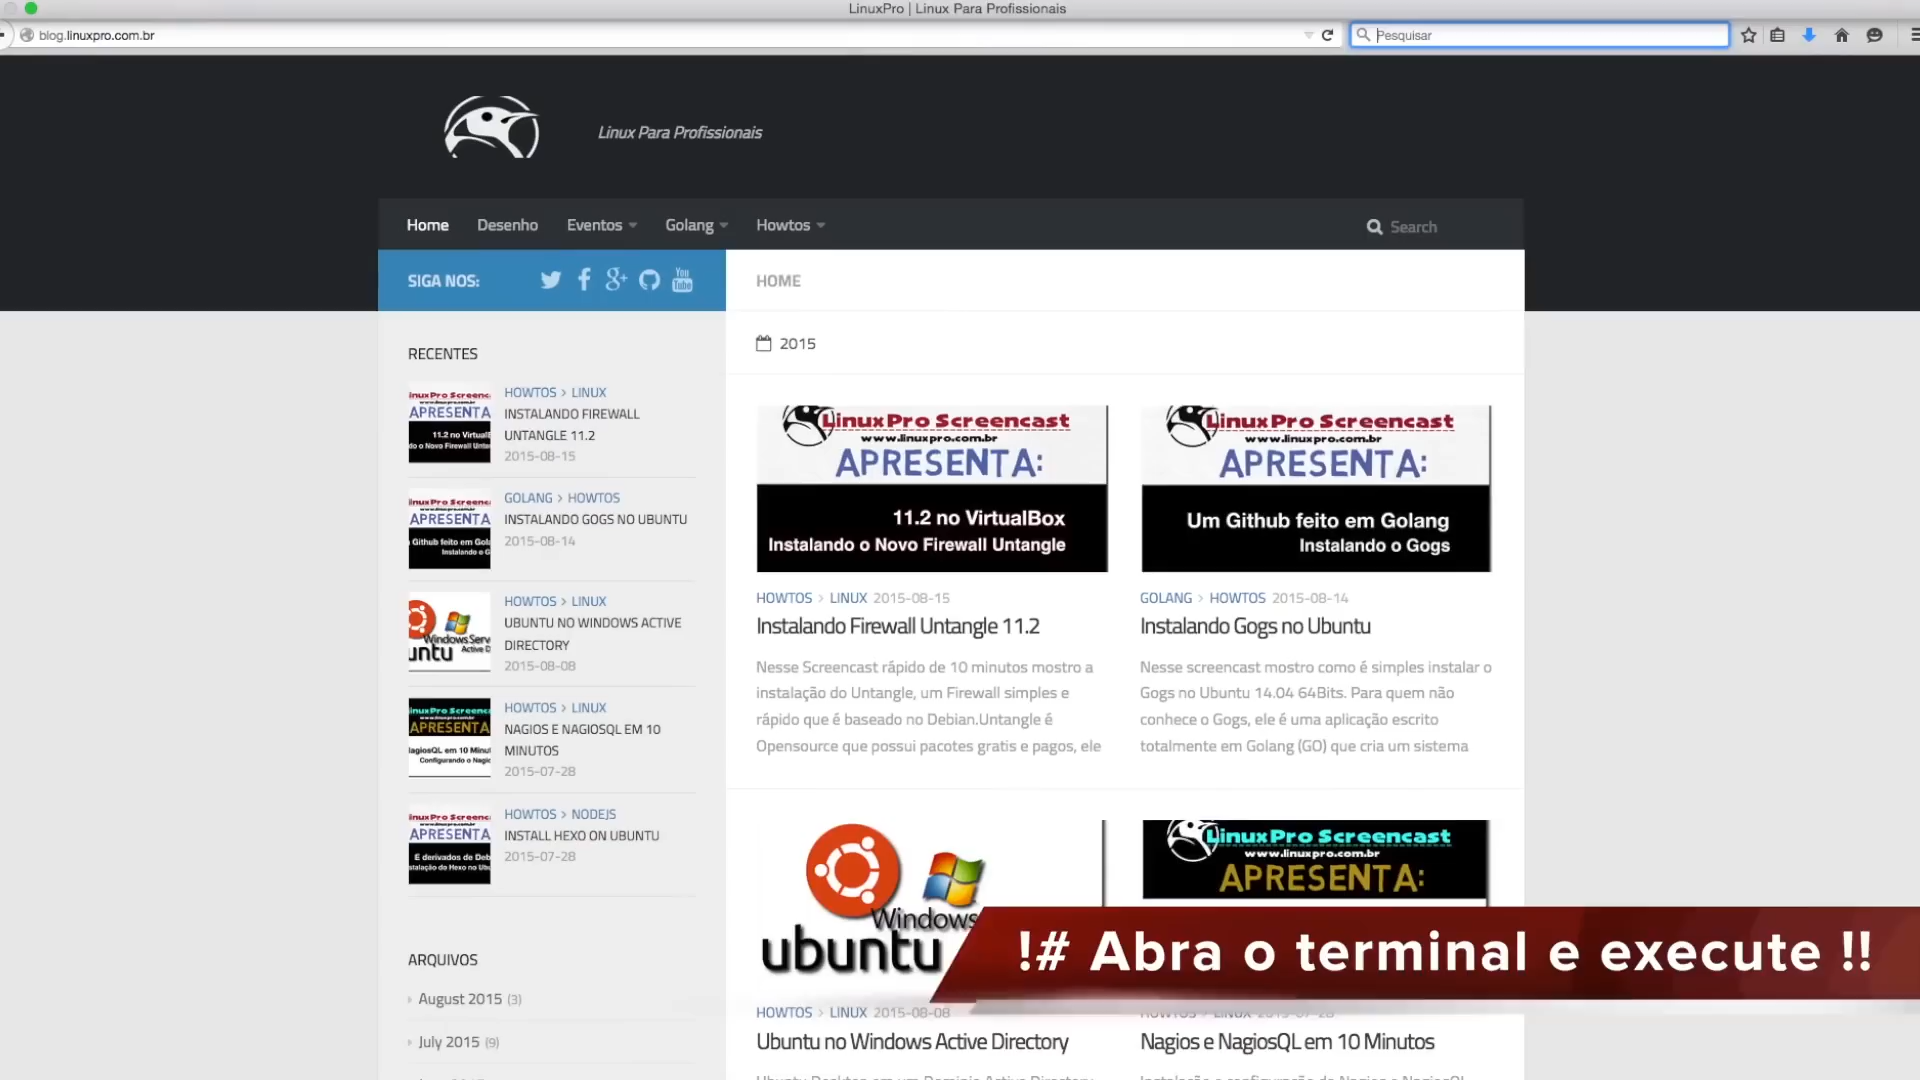 LinuxPro | Linux Para Profissionais
blog.linuxpro.com.br
Pesquisar
Linux Para Profissionais
Home Desenho Eventos Golang Howtos
Search
SIGA NOS:
You
Tube
HOME
2015
RECENTES
HOWTOS > LINUX
INSTALANDO FIREWALL
UNTANGLE 11.2
2015-08-15
GOLANG > HOWTOS
INSTALANDO GOGS NO UBUNTU
2015-08-14
HOWTOS > LINUX
UBUNTU NO WINDOWS ACTIVE
DIRECTORY
2015-08-08
HOWTOS > LINUX
NAGIOS E NAGIOSQL EM 10
MINUTOS
2015-07-28
HOWTOS > NODEJS
INSTALL HEXO ON UBUNTU
2015-07-28
ARQUIVOS
August 2015 (3)
July 2015 (9)
LinuxPro Screencast
www.linuxpro.com.br
APRESENTA:
11.2 no VirtualBox
Instalando o Novo Firewall Untangle
HOWTOS > LINUX 2015-08-15
Instalando Firewall Untangle 11.2
Nesse Screencast rápido de 10 minutos mostro a
instalação do Untangle, um Firewall simples e
rápido que é baseado no Debian.Untangle é
Opensource que possui pacotes gratis e pagos, ele
LinuxPro Screencast
www.linuxpro.com.br
APRESENTA:
Um Github feito em Golang
Instalando o Gogs
GOLANG > HOWTOS 2015-08-14
Instalando Gogs no Ubuntu
Nesse screencast mostro como é simples instalar o
Gogs no Ubuntu 14.04 64Bits. Para quem não
conhece o Gogs, ele é uma aplicação escrito
totalmente em Golang (GO) que cria um sistema
Windows
ubuntu
HOWTOS > LINUX 2015-08-08
Ubuntu no Windows Active Directory
LinuxPro Screencast
www.linuxpro.com.br
APRESENTA:
!# Abra o terminal e execute !!
HOWTOS > LINUX 2015-07-28
Nagios e NagiosQL em 10 Minutos